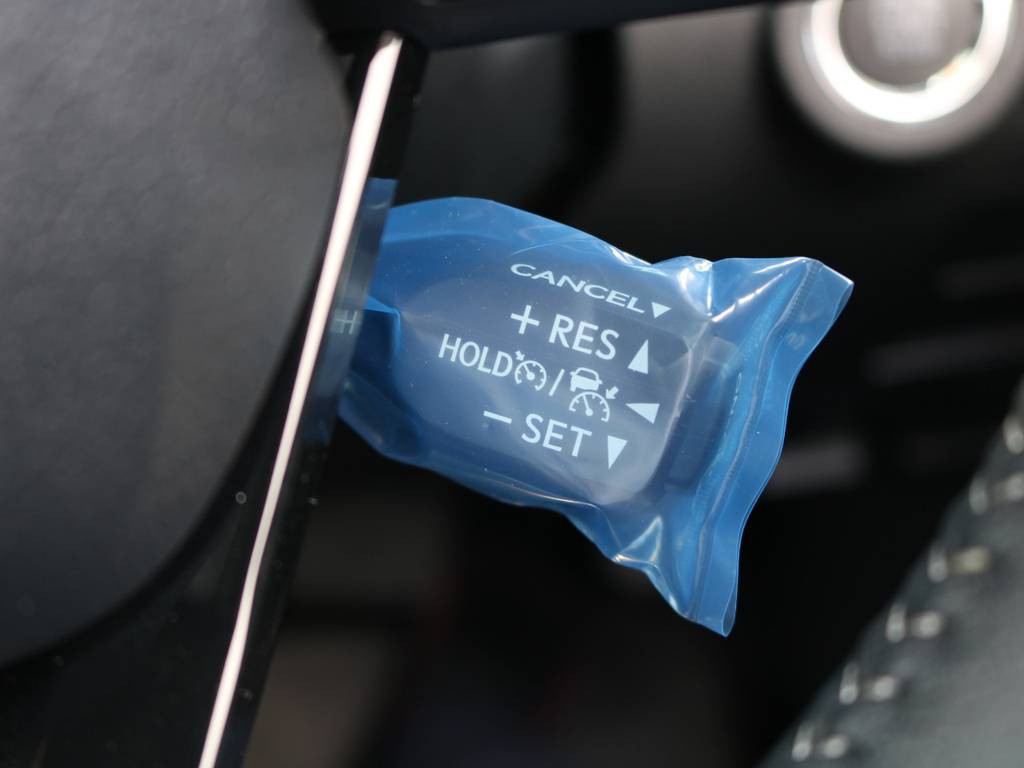 CANCEL ▼
+ RES ▲
HOLD / ◀
− SET ▼